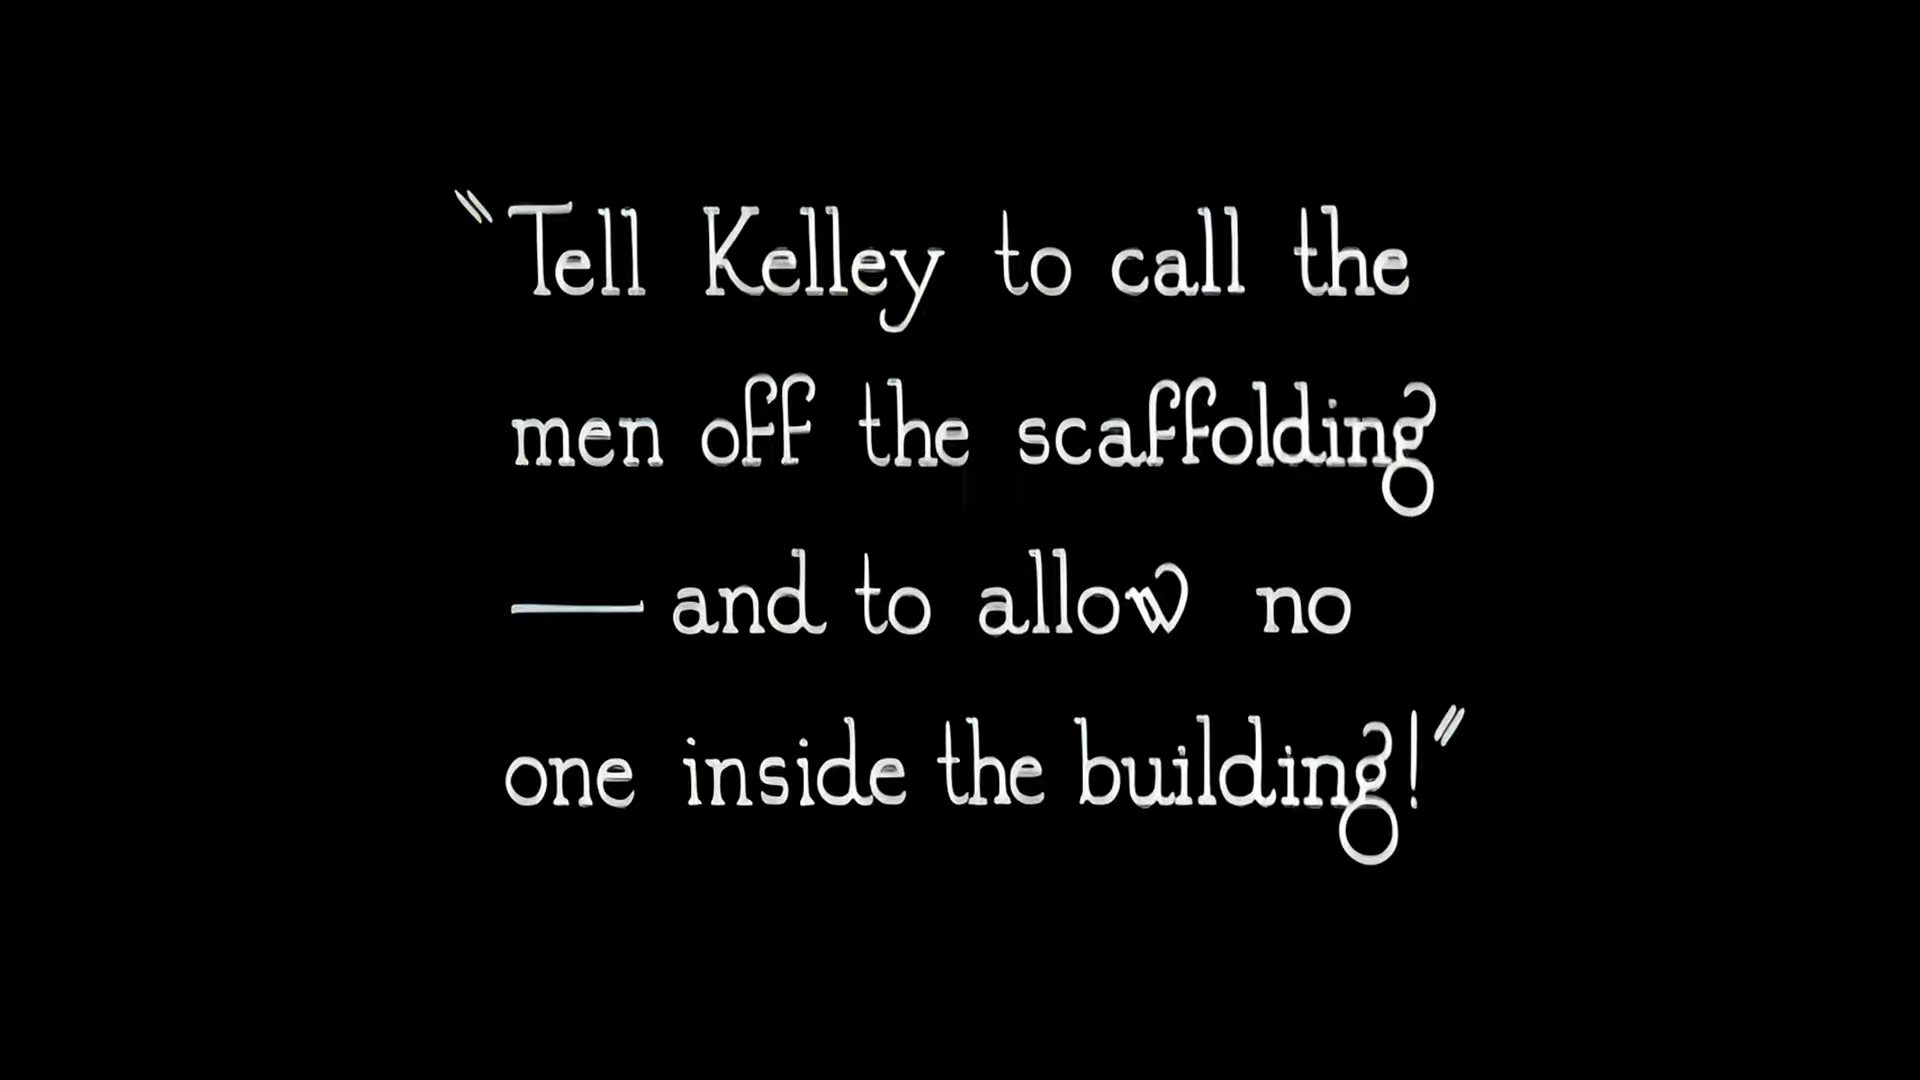 "Tell Kelley to call the
men off the scaffolding
— and to allow no
one inside the building!"